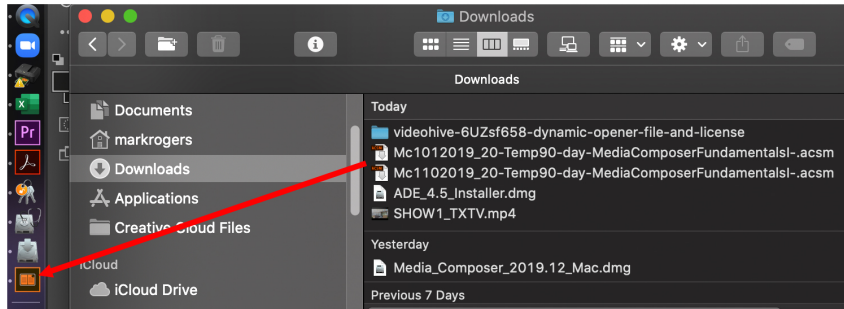 Downloads
Downloads
Documents
markrogers
Downloads
Applications
Creative Cloud Files
iCloud
iCloud Drive
Today
videohive-6UZsf658-dynamic-opener-file-and-license
Mc1012019_20-Temp90-day-MediaComposerFundamentalsI-.acsm
Mc1102019_20-Temp90-day-MediaComposerFundamentalsI-.acsm
ADE_4.5_Installer.dmg
SHOW1_TXTV.mp4
Yesterday
Media_Composer_2019.12_Mac.dmg
Previous 7 Days
X
Pr